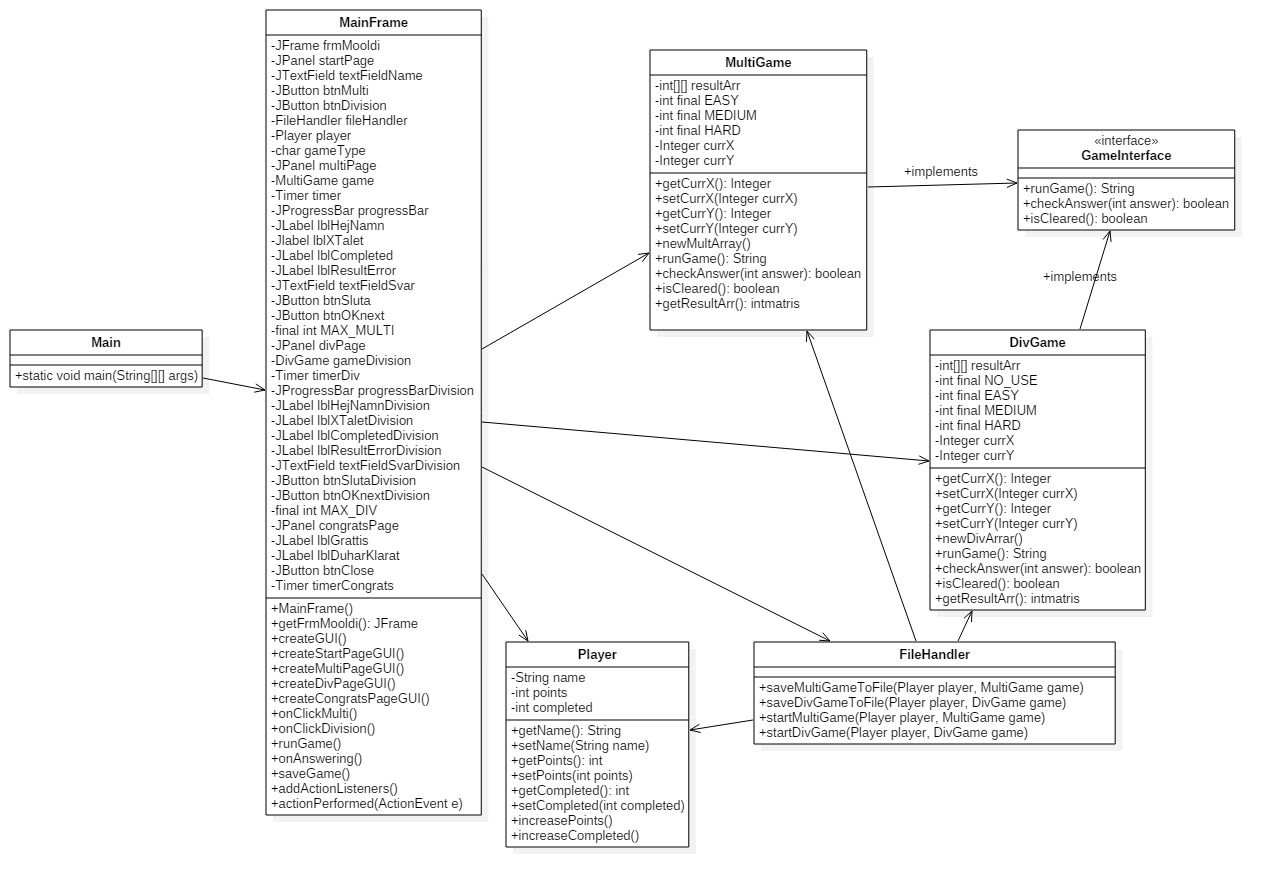 MainFrame
-JFrame frmMooldi
-JPanel startPage
-JTextField textFieldName
-JButton btnMulti
-JButton btnDivision
-FileHandler fileHandler
-Player player
-char gameType
-JPanel multiPage
-MultiGame game
-Timer timer
-JProgressBar progressBar
-JLabel lblHejNamn
-Jlabel lblXTalet
-JLabel lblCompleted
-JLabel lblResultError
-JTextField textFieldSvar
-JButton btnSluta
-JButton btnOKnext
-final int MAX_MULTI
-JPanel divPage
-DivGame gameDivision
-Timer timerDiv
-JProgressBar progressBarDivision
-JLabel lblHejNamnDivision
-JLabel lblXTaletDivision
-JLabel lblCompletedDivision
-JLabel lblResultErrorDivision
-JTextField textFieldSvarDivision
-JButton btnSlutaDivision
-JButton btnOKnextDivision
-final int MAX_DIV
-JPanel congratsPage
-JLabel lblGrattis
-JLabel lblDuharKlarat
-JButton btnClose
-Timer timerCongrats
+MainFrame()
+getFrmMooldi(): JFrame
+createGUI()
+createStartPageGUI()
+createMultiPageGUI()
+createDivPageGUI()
+createCongratsPageGUI()
+onClickMulti()
+onClickDivision()
+runGame()
+onAnswering()
+saveGame()
+addActionListeners()
+actionPerformed(ActionEvent e)
Main
+static void main(String[][] args)
MultiGame
-int[][] resultArr
-int final EASY
-int final MEDIUM
-int final HARD
-Integer currX
-Integer currY
+getCurrX(): Integer
+setCurrX(Integer currX)
+getCurrY(): Integer
+setCurrY(Integer currY)
+newMultArray()
+runGame(): String
+checkAnswer(int answer): boolean
+isCleared(): boolean
+getResultArr(): intmatris
+implements
«interface»
GameInterface
+runGame(): String
+checkAnswer(int answer): boolean
+isCleared(): boolean
+implements
DivGame
-int[][] resultArr
-int final NO_USE
-int final EASY
-int final MEDIUM
-int final HARD
-Integer currX
-Integer currY
+getCurrX(): Integer
+setCurrX(Integer currX)
+getCurrY(): Integer
+setCurrY(Integer currY)
+newDivArrar()
+runGame(): String
+checkAnswer(int answer): boolean
+isCleared(): boolean
+getResultArr(): intmatris
Player
-String name
-int points
-int completed
+getName(): String
+setName(String name)
+getPoints(): int
+setPoints(int points)
+getCompleted(): int
+setCompleted(int completed)
+increasePoints()
+increaseCompleted()
FileHandler
+saveMultiGameToFile(Player player, MultiGame game)
+saveDivGameToFile(Player player, DivGame game)
+startMultiGame(Player player, MultiGame game)
+startDivGame(Player player, DivGame game)